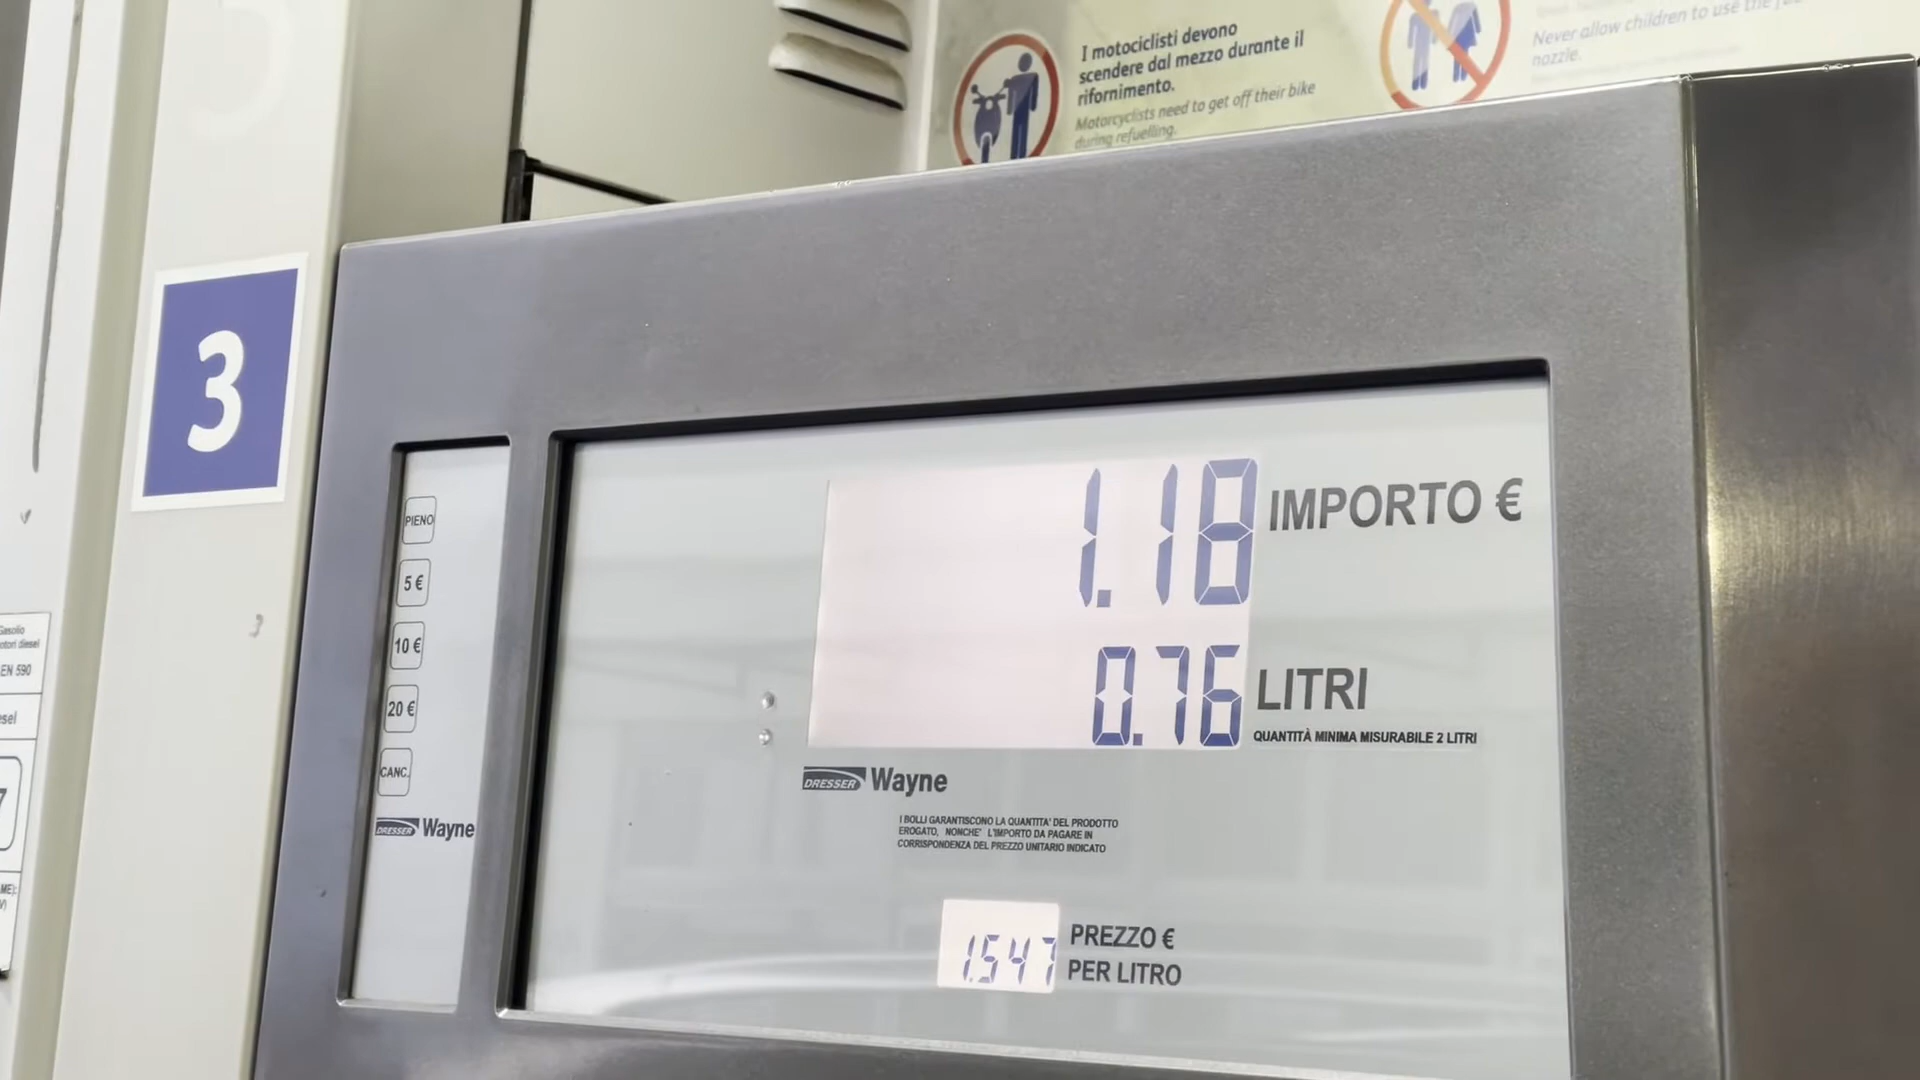 I motociclisti devono
scendere dal mezzo durante il
rifornimento.
Motorcyclists need to get off their bike
during refuelling.
Never allow children to use the
nozzle.
3
PIENO
5 €
10 €
20 €
CANC.
DRESSER Wayne
1.18 IMPORTO €
0.76 LITRI
QUANTITÀ MINIMA MISURABILE 2 LITRI
DRESSER Wayne
I BOLLI GARANTISCONO LA QUANTITA' DEL PRODOTTO
EROGATO, NONCHE' L'IMPORTO DA PAGARE IN
CORRISPONDENZA DEL PREZZO UNITARIO INDICATO
1.547 PREZZO €
PER LITRO
Gasolio
diesel
EN 590
7